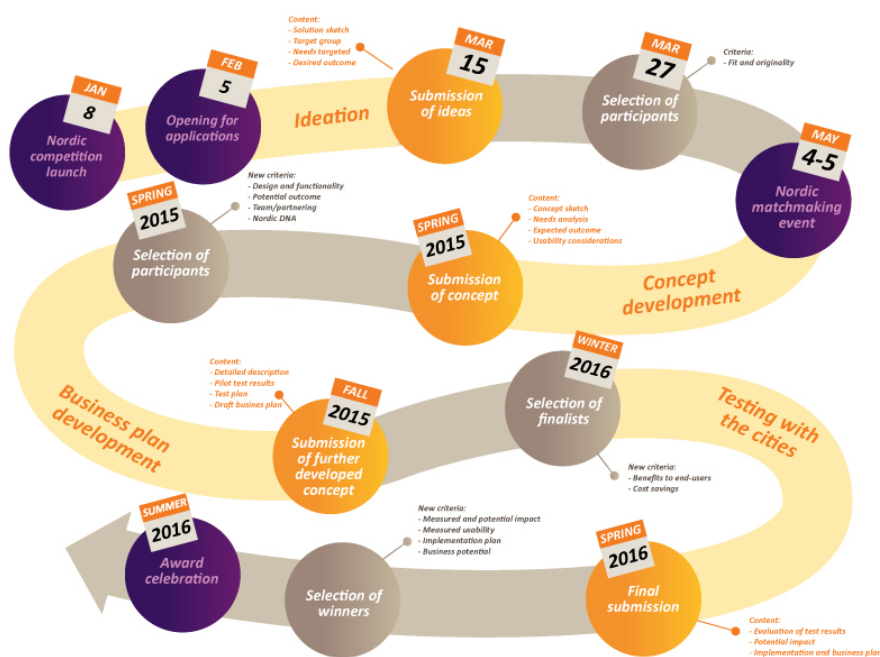 JAN
8
Nordic
competition
launch
FEB
5
Opening for
applications
Ideation
Content:
- Solution sketch
- Target group
- Needs targeted
- Desired outcome
MAR
15
Submission
of ideas
MAR
27
Selection of
participants
Criteria:
- Fit and originality
MAY
4-5
Nordic
matchmaking
event
Concept
development
Content:
- Concept sketch
- Needs analysis
- Expected outcome
- Usability considerations
SPRING
2015
Submission
of concept
New criteria:
- Design and functionality
- Potential outcome
- Team/partnering
- Nordic DNA
SPRING
2015
Selection of
participants
Business plan
development
Content:
- Detailed description
- Pilot test results
- Test plan
- Draft busines plan
FALL
2015
Submission
of further
developed
concept
WINTER
2016
Selection of
finalists
New criteria:
- Benefits to end-users
- Cost savings
Testing with
the cities
SPRING
2016
Final
submission
Content:
- Evaluation of test results
- Potential impact
- Implementation and business plan
New criteria:
- Measured and potential impact
- Measured usability
- Implementation plan
- Business potential
Selection of
winners
SUMMER
2016
Award
celebration